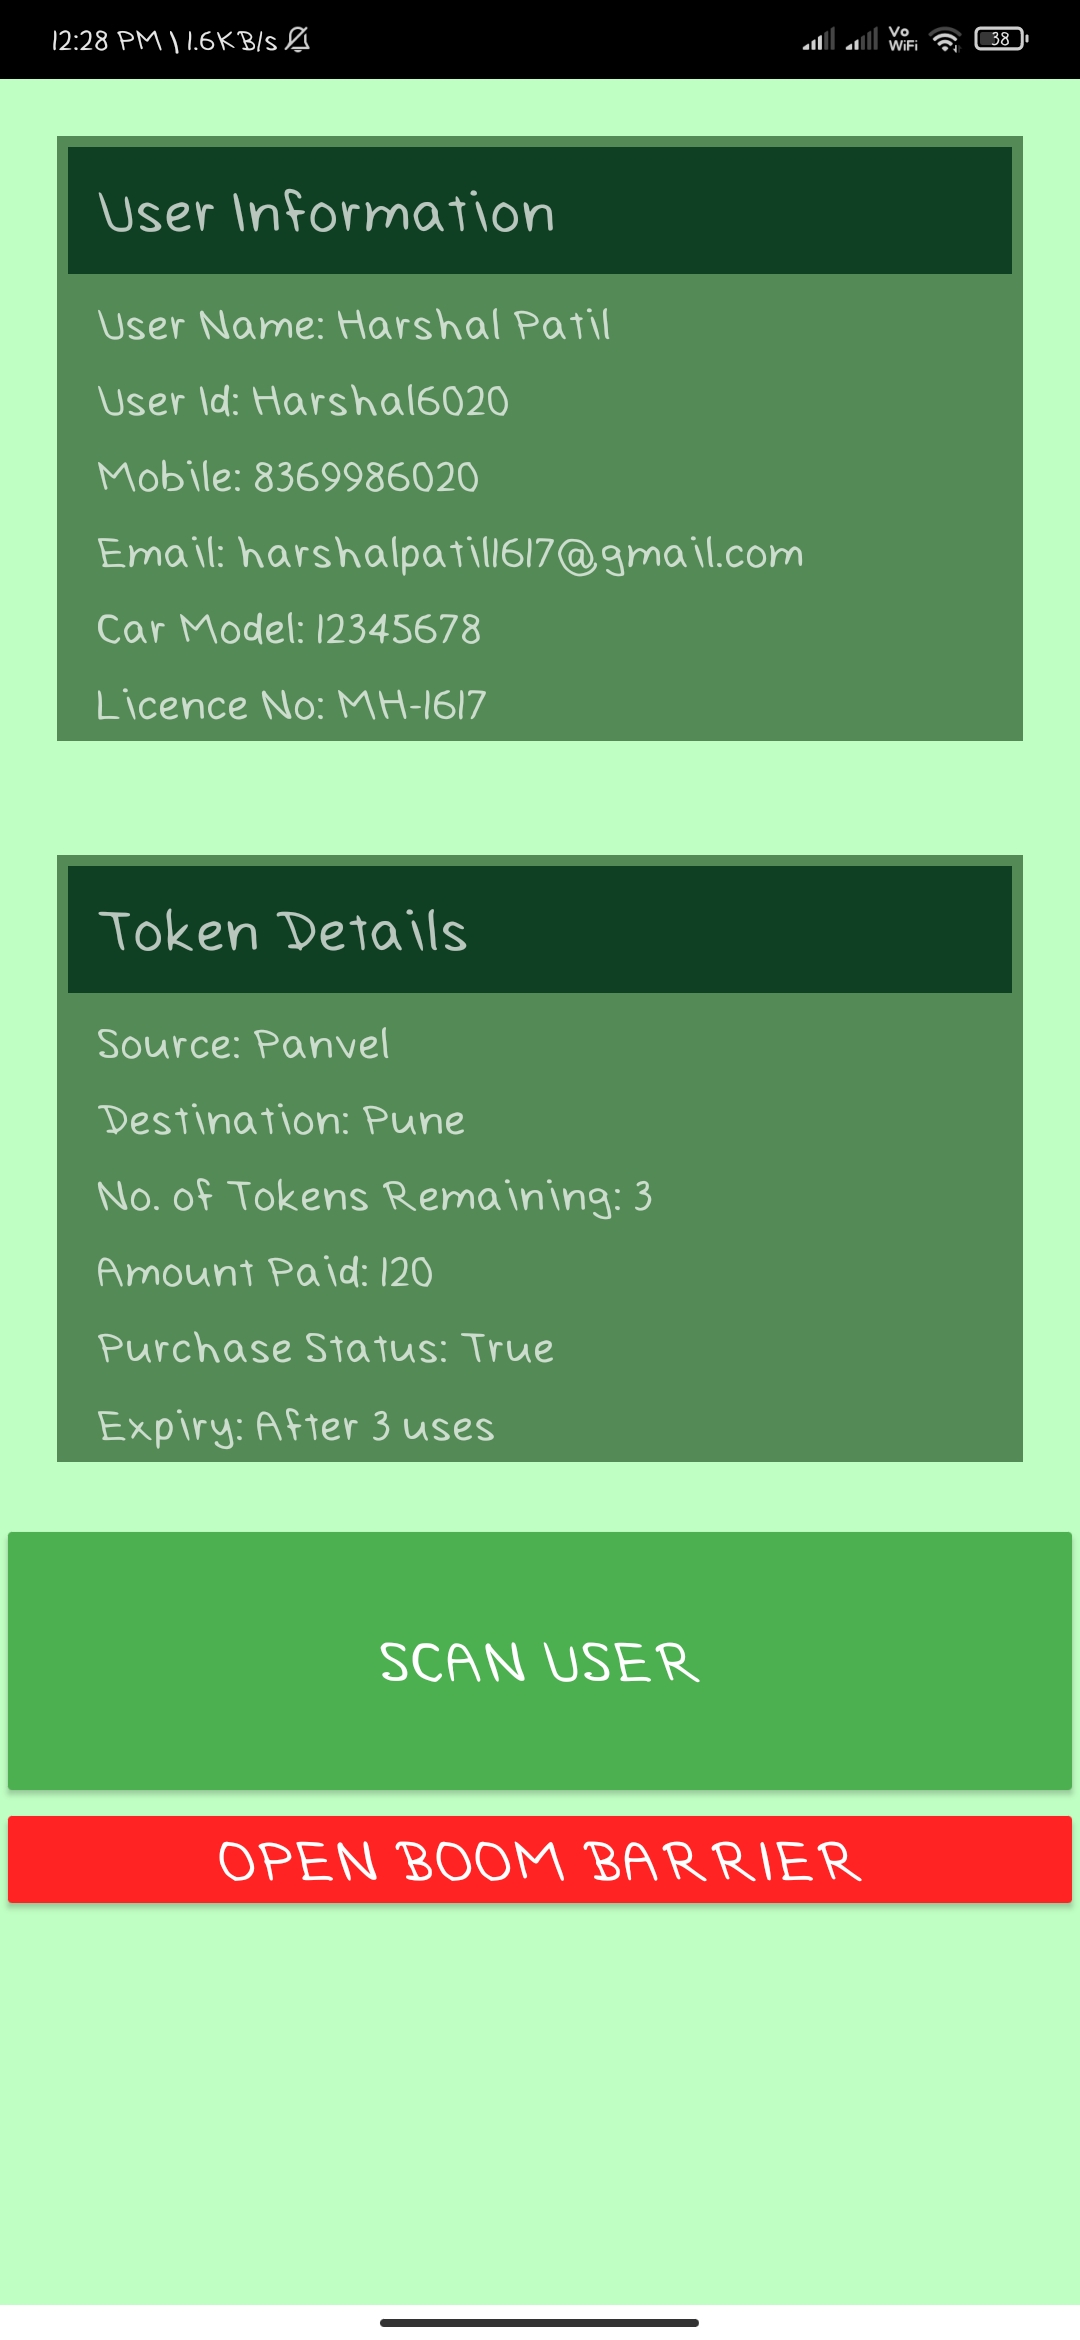 12:28 PM | 1.6KB/s Vo WiFi 38
User Information
User Name: Harshal Patil
User Id: Harshal6020
Mobile: 8369986020
Email: harshalpatil1617@gmail.com
Car Model: 12345678
Licence No: MH-1617
Token Details
Source: Panvel
Destination: Pune
No. of Tokens Remaining: 3
Amount Paid: 120
Purchase Status: True
Expiry: After 3 uses
SCAN USER
OPEN BOOM BARRIER